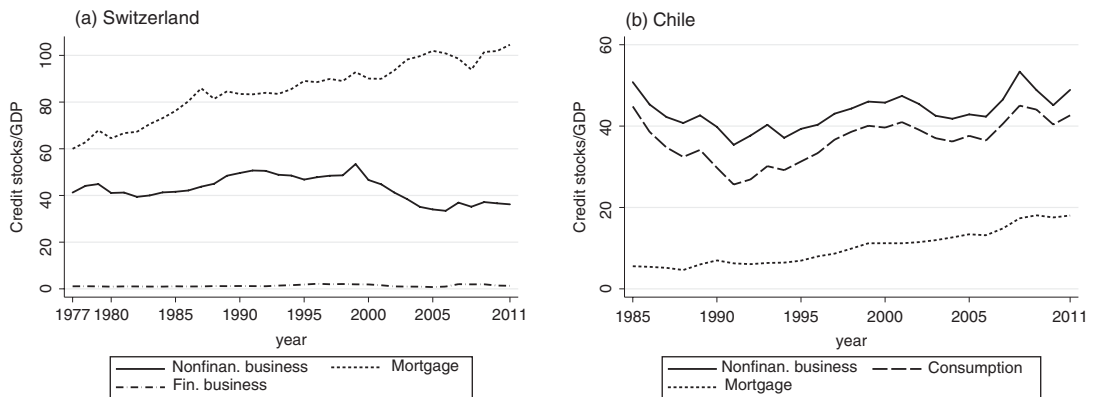 (a) Switzerland
Credit stocks/GDP
100
80
60
40
20
0
1977 1980 1985 1990 1995 2000 2005 2011
year
Nonfinan. business Mortgage
Fin. business
(b) Chile
Credit stocks/GDP
60
40
20
0
1985 1990 1995 2000 2005 2011
year
Nonfinan. business Consumption
Mortgage